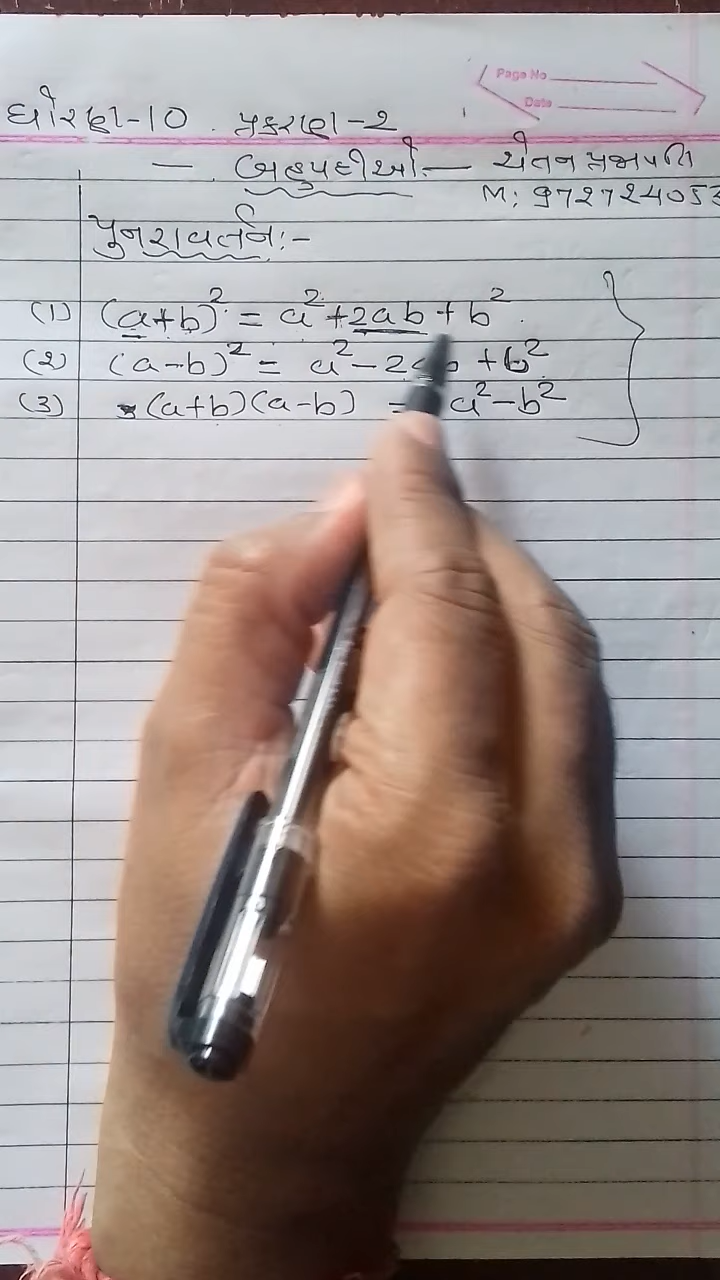 Page No
Date
ધોરણ-10. પ્રકરણ-2
— બહુપદીઓ:— ચેતન પ્રજાપતિ
M: 972724053
પુનરાવર્તન:-
(1) (a+b)² = a²+2ab+b².
(2) (a-b)² = a²-2ab+b²
(3) (a+b)(a-b) = a²-b²